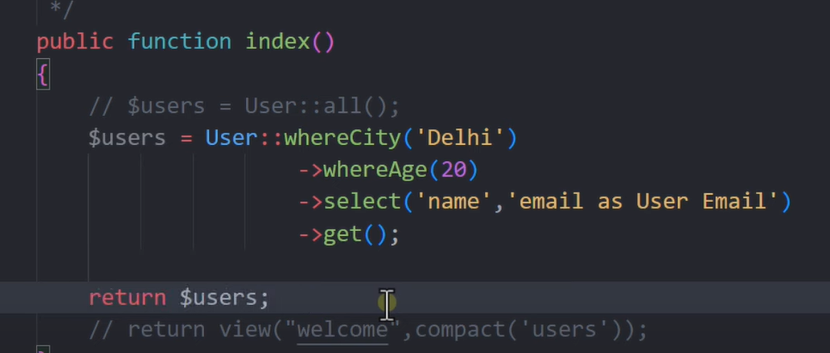 */
public function index()
{
// $users = User::all();
$users = User::whereCity('Delhi')
->whereAge(20)
->select('name','email as User Email')
->get();
return $users;
// return view("welcome",compact('users'));
}